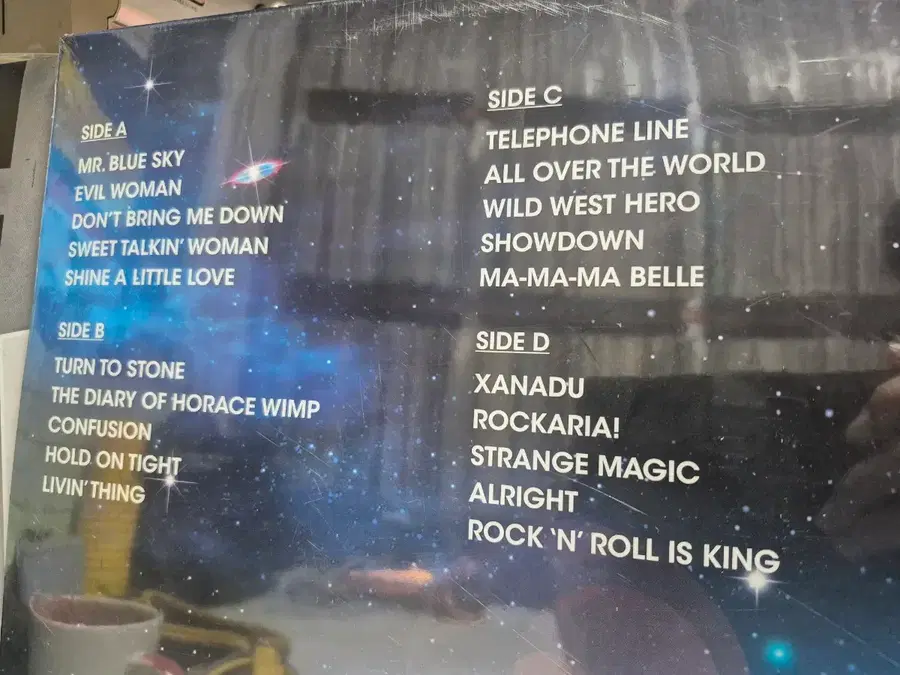 SIDE A
MR. BLUE SKY
EVIL WOMAN
DON'T BRING ME DOWN
SWEET TALKIN' WOMAN
SHINE A LITTLE LOVE
SIDE B
TURN TO STONE
THE DIARY OF HORACE WIMP
CONFUSION
HOLD ON TIGHT
LIVIN' THING
SIDE C
TELEPHONE LINE
ALL OVER THE WORLD
WILD WEST HERO
SHOWDOWN
MA-MA-MA BELLE
SIDE D
XANADU
ROCKARIA!
STRANGE MAGIC
ALRIGHT
ROCK 'N' ROLL IS KING